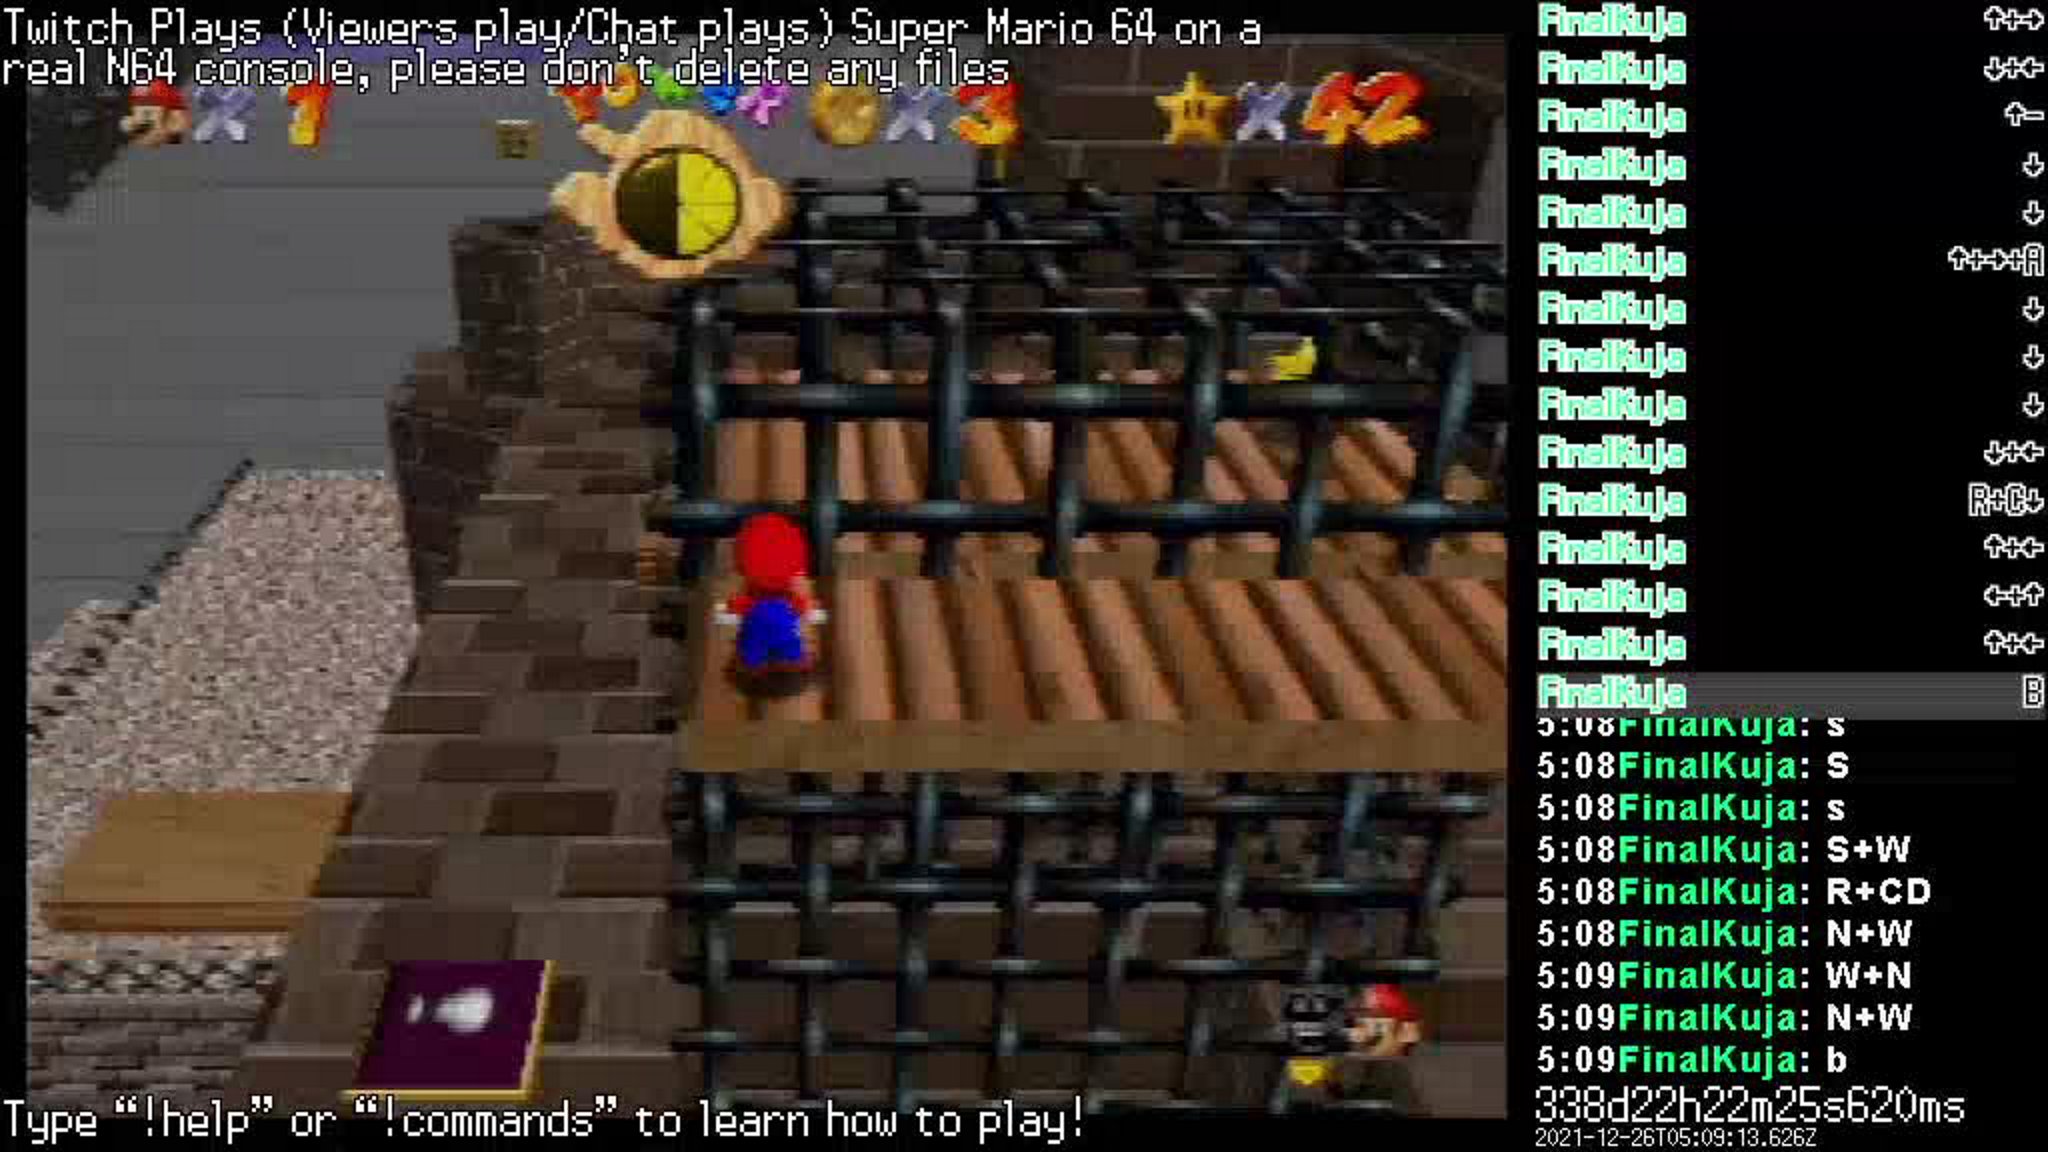 Twitch Plays (Viewers play/Chat plays) Super Mario 64 on a
real N64 console, please don't delete any files
1
3
42
FinalKuja ↑+→
FinalKuja ↓+←
FinalKuja ↑-
FinalKuja ↓
FinalKuja ↓
FinalKuja ↑+→+A
FinalKuja ↓
FinalKuja ↓
FinalKuja ↓
FinalKuja ↓+←
FinalKuja R+C↓
FinalKuja ↑+←
FinalKuja ←+↑
FinalKuja ↑+←
FinalKuja B
5:08FinalKuja: s
5:08FinalKuja: S
5:08FinalKuja: s
5:08FinalKuja: S+W
5:08FinalKuja: R+CD
5:08FinalKuja: N+W
5:09FinalKuja: W+N
5:09FinalKuja: N+W
5:09FinalKuja: b
338d22h22m25s620ms
2021-12-26T05:09:13.626Z
Type “!help” or “!commands” to learn how to play!